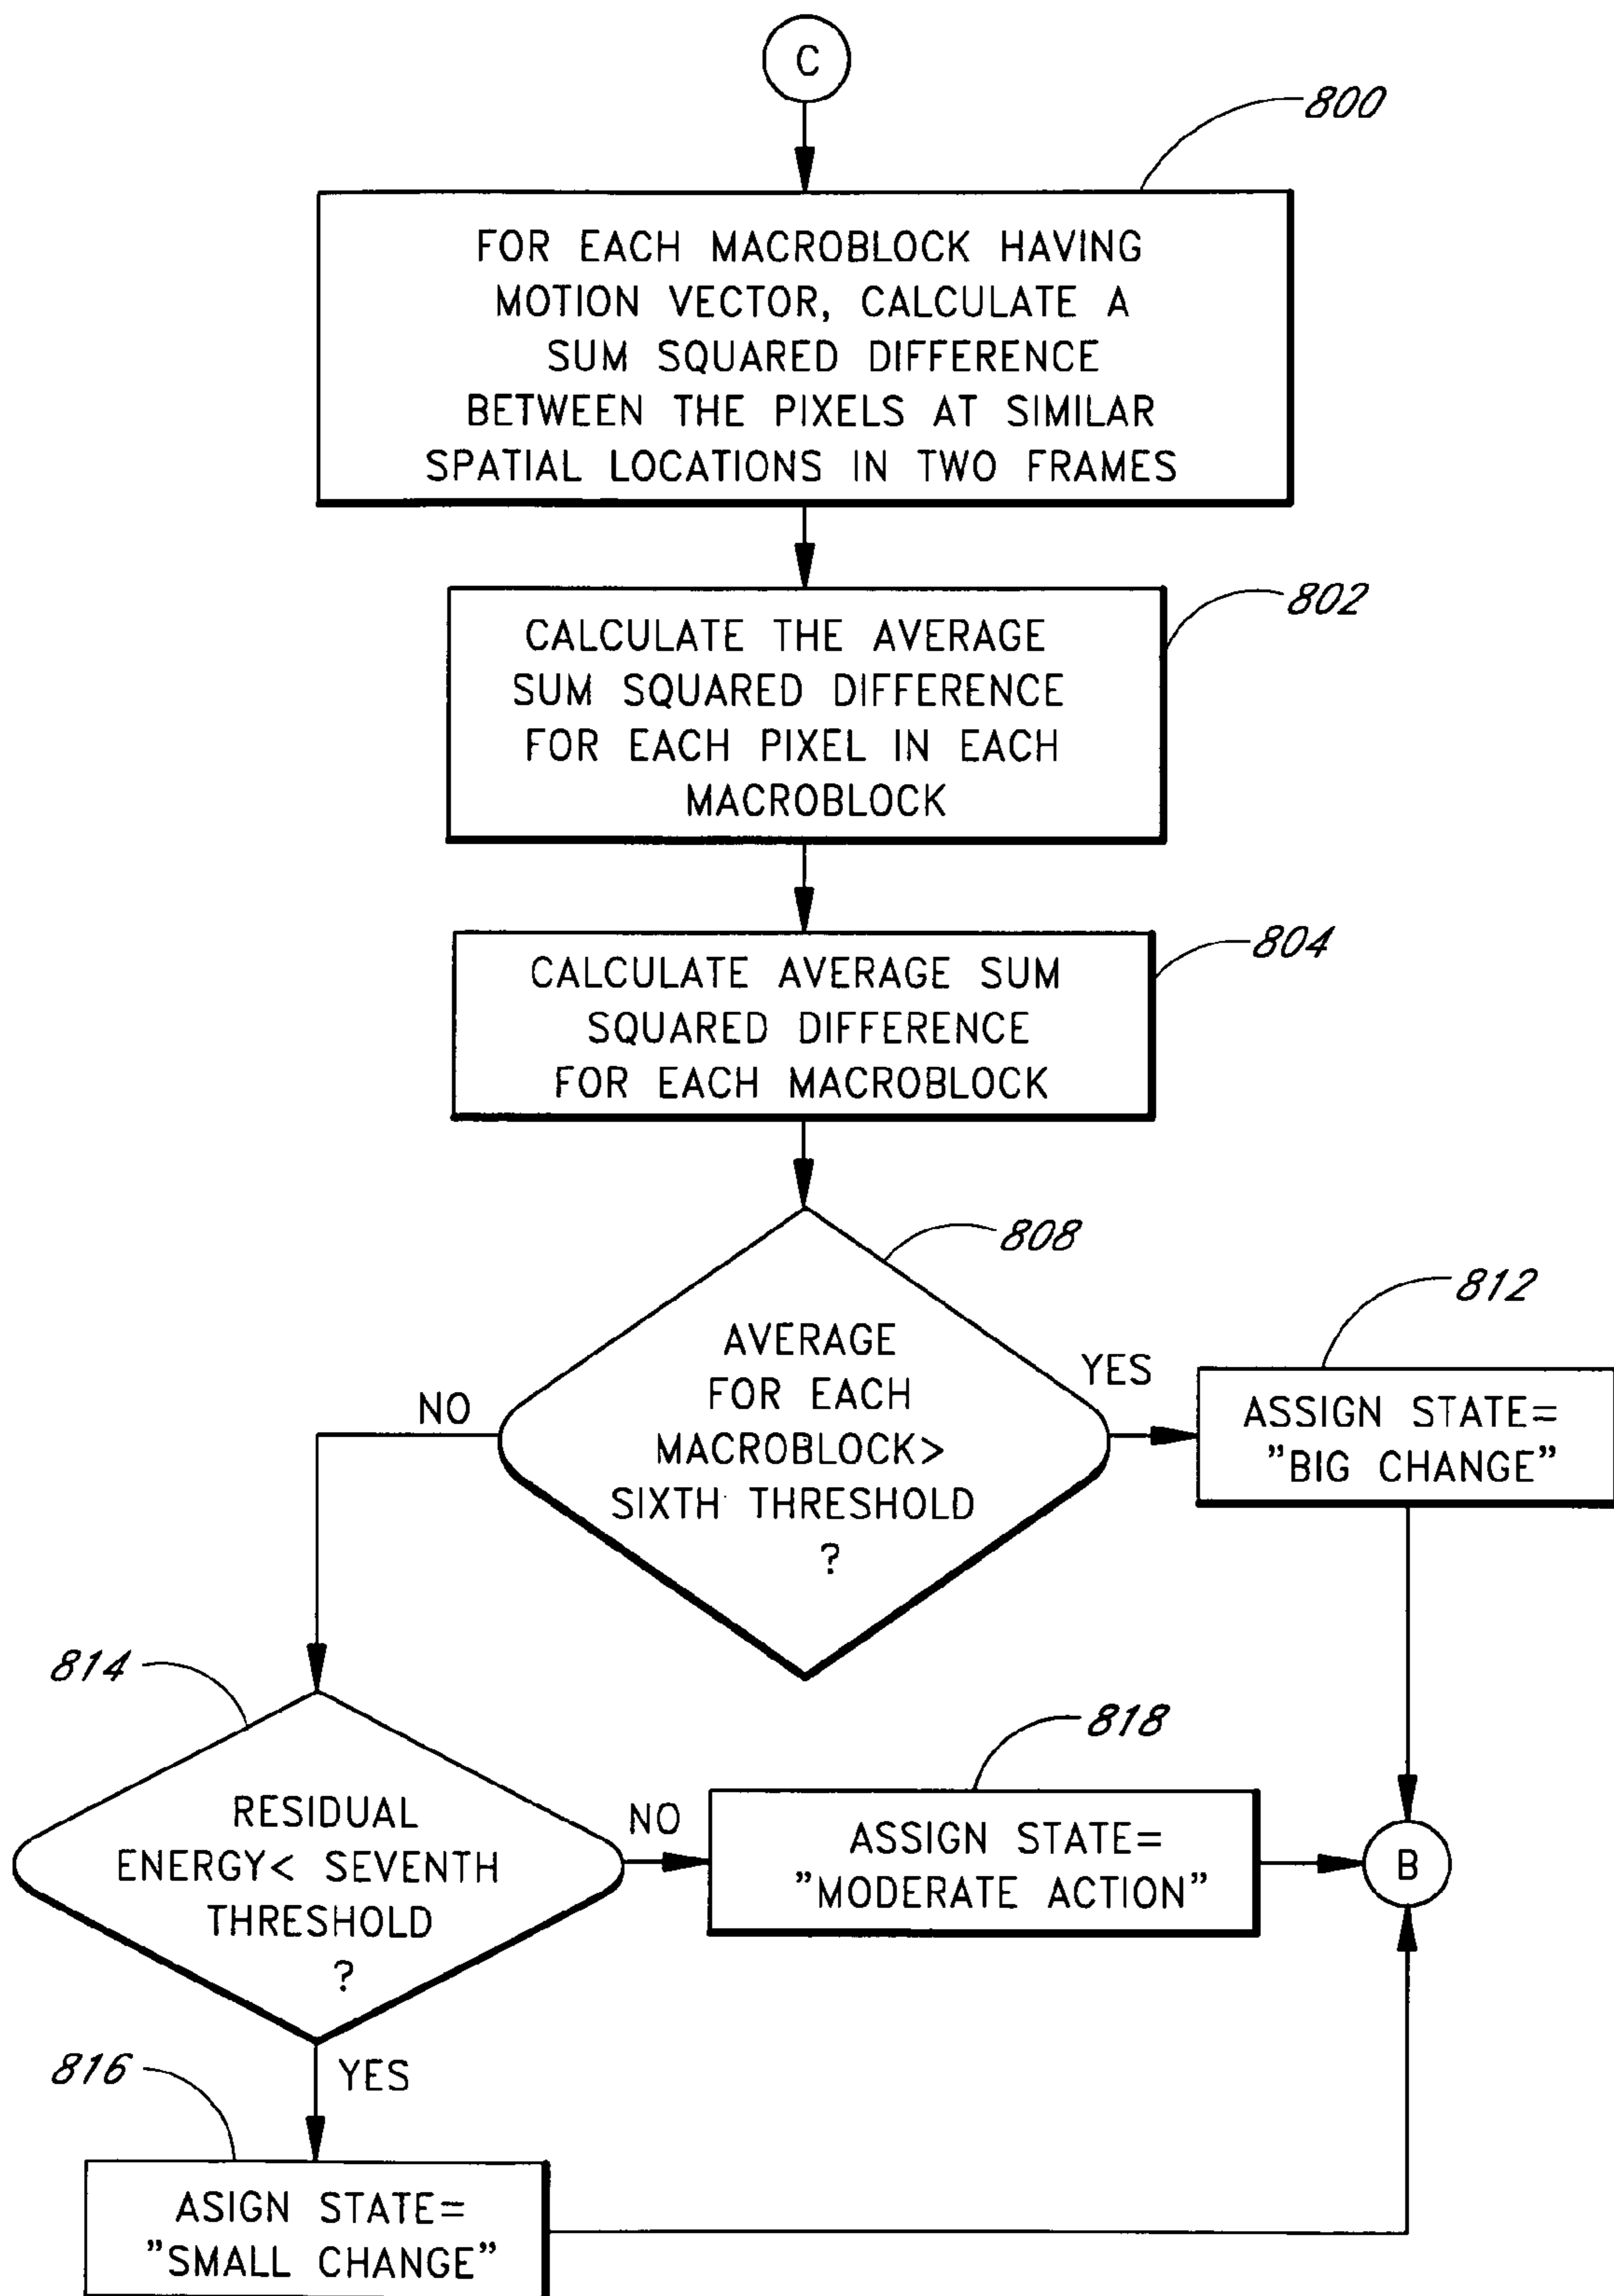 C
800
FOR EACH MACROBLOCK HAVING
MOTION VECTOR, CALCULATE A
SUM SQUARED DIFFERENCE
BETWEEN THE PIXELS AT SIMILAR
SPATIAL LOCATIONS IN TWO FRAMES
802
CALCULATE THE AVERAGE
SUM SQUARED DIFFERENCE
FOR EACH PIXEL IN EACH
MACROBLOCK
804
CALCULATE AVERAGE SUM
SQUARED DIFFERENCE
FOR EACH MACROBLOCK
808
AVERAGE
FOR EACH
MACROBLOCK>
SIXTH THRESHOLD
?
NO
YES
812
ASSIGN STATE=
"BIG CHANGE"
814
RESIDUAL
ENERGY< SEVENTH
THRESHOLD
?
NO
818
ASSIGN STATE=
"MODERATE ACTION"
B
YES
816
ASIGN STATE=
"SMALL CHANGE"